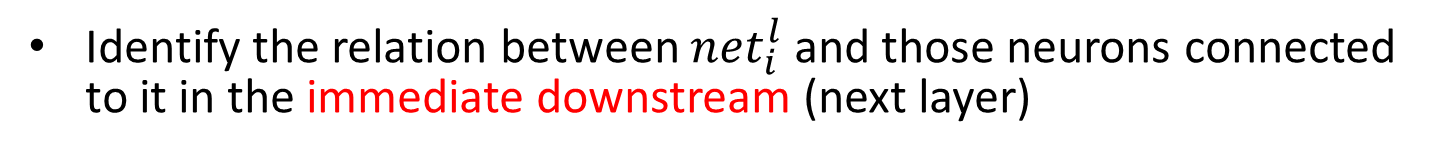 • Identify the relation between $net_i^l$ and those neurons connected
to it in the immediate downstream (next layer)